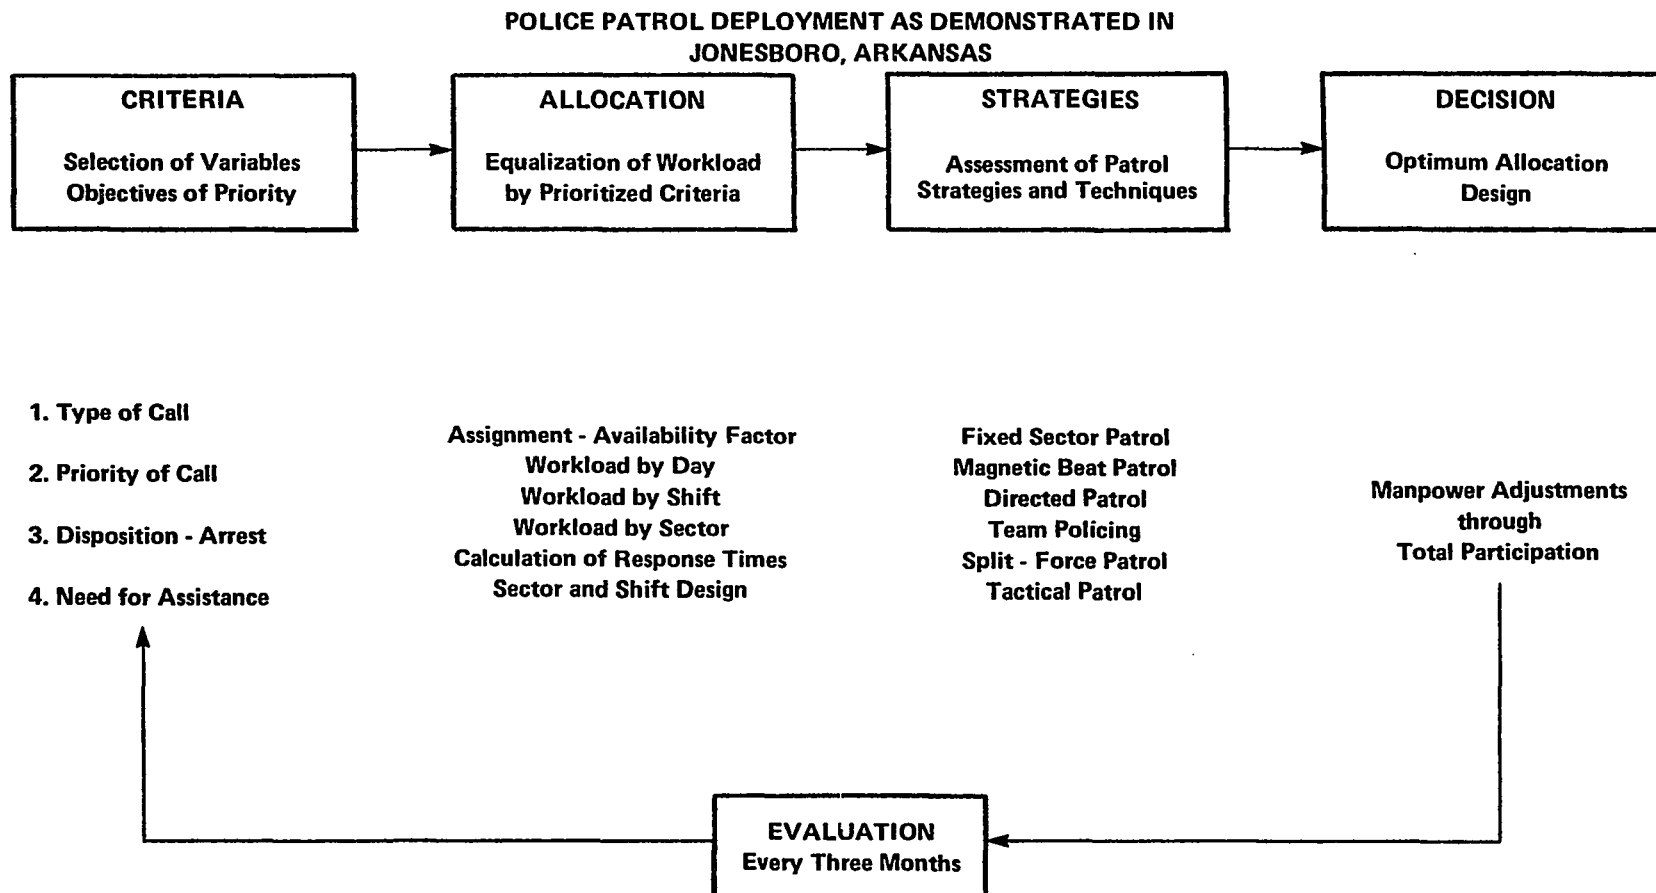 POLICE PATROL DEPLOYMENT AS DEMONSTRATED IN
JONESBORO, ARKANSAS
CRITERIA
Selection of Variables
Objectives of Priority
ALLOCATION
Equalization of Workload
by Prioritized Criteria
STRATEGIES
Assessment of Patrol
Strategies and Techniques
DECISION
Optimum Allocation
Design
1. Type of Call
2. Priority of Call
3. Disposition - Arrest
4. Need for Assistance
Assignment - Availability Factor
Workload by Day
Workload by Shift
Workload by Sector
Calculation of Response Times
Sector and Shift Design
Fixed Sector Patrol
Magnetic Beat Patrol
Directed Patrol
Team Policing
Split - Force Patrol
Tactical Patrol
Manpower Adjustments
through
Total Participation
EVALUATION
Every Three Months